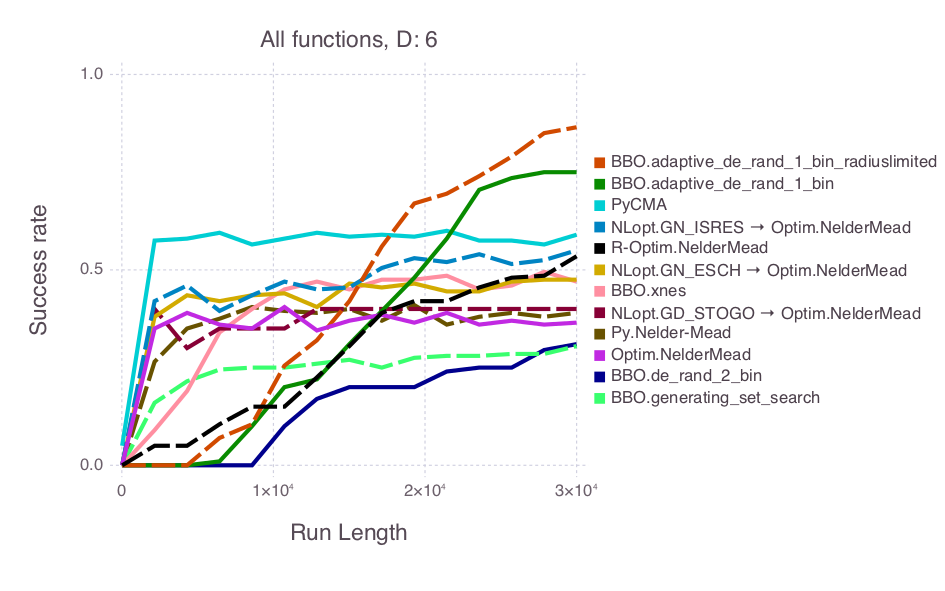 All functions, D: 6
Success rate
1.0
0.5
0.0
0
1×10⁴
2×10⁴
3×10⁴
Run Length
BBO.adaptive_de_rand_1_bin_radiuslimited
BBO.adaptive_de_rand_1_bin
PyCMA
NLopt.GN_ISRES → Optim.NelderMead
R-Optim.NelderMead
NLopt.GN_ESCH → Optim.NelderMead
BBO.xnes
NLopt.GD_STOGO → Optim.NelderMead
Py.Nelder-Mead
Optim.NelderMead
BBO.de_rand_2_bin
BBO.generating_set_search